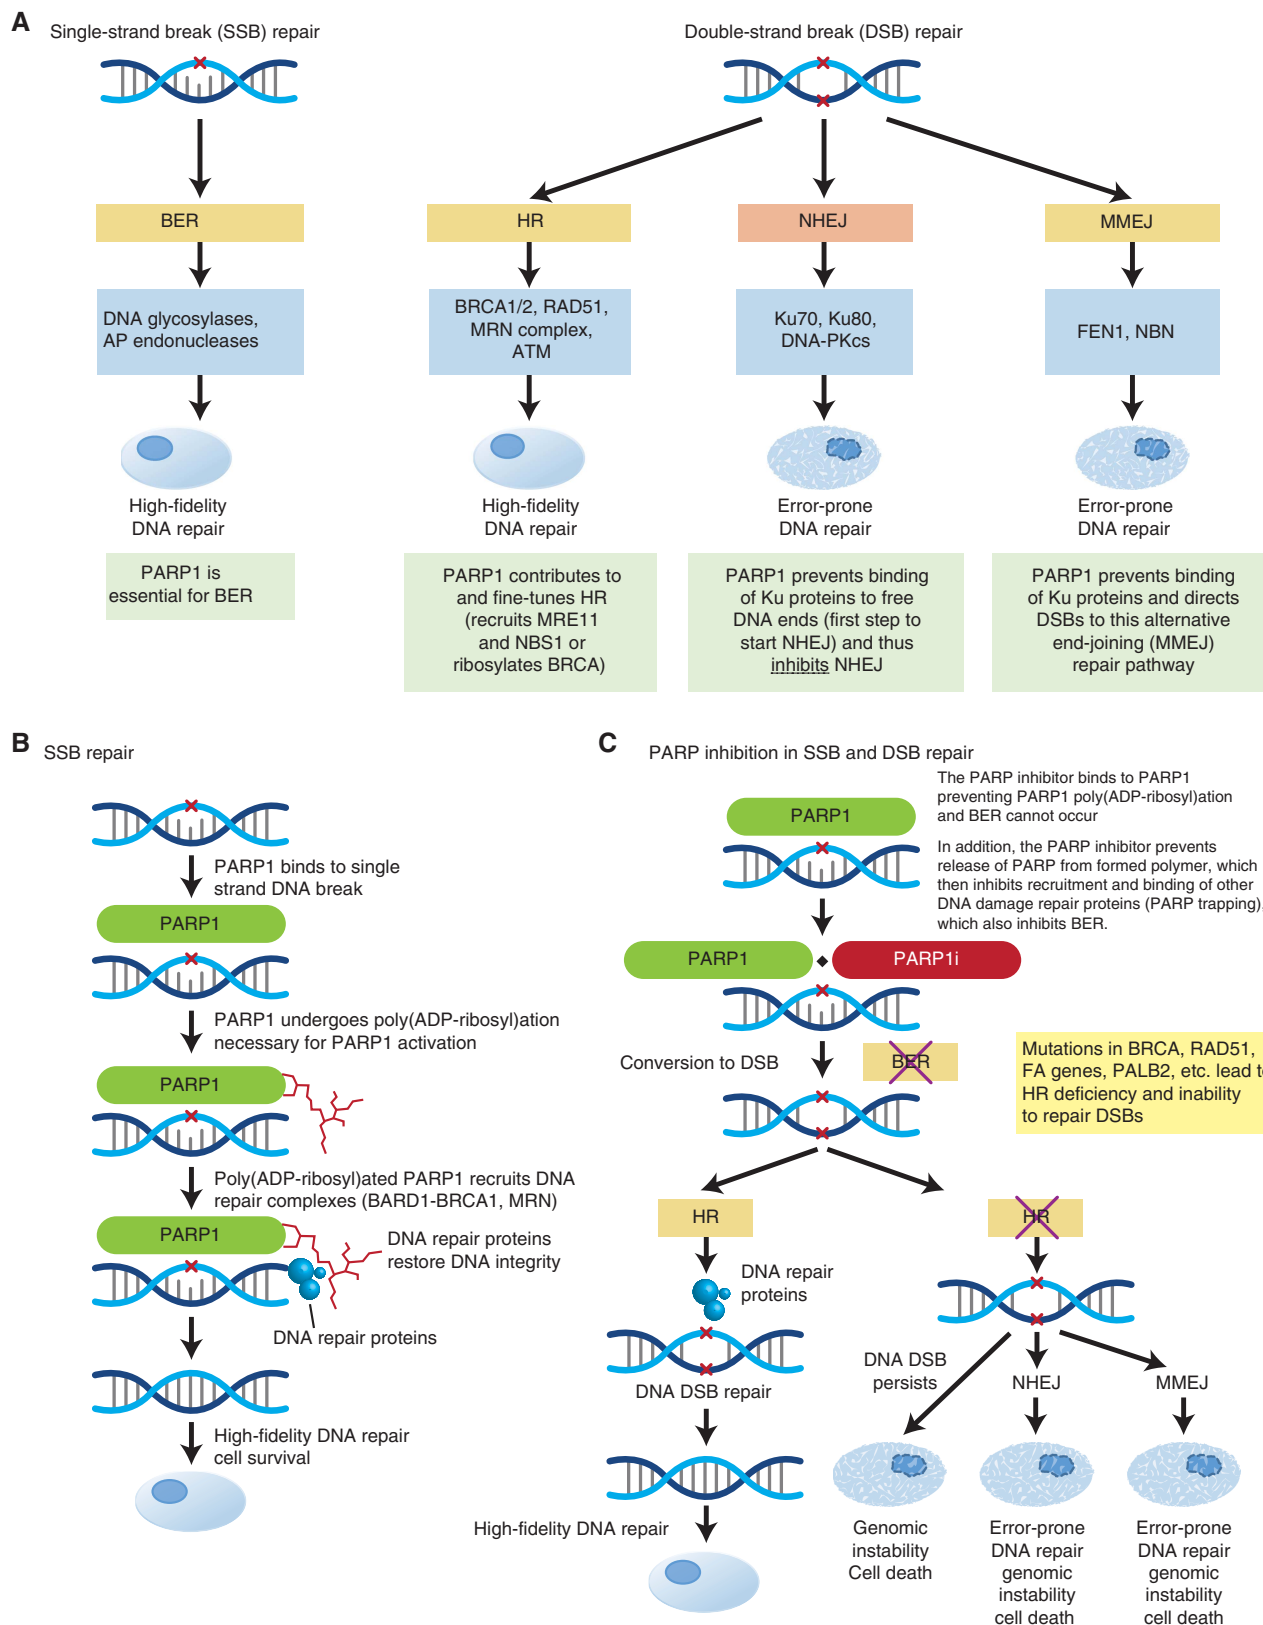 A
Single-strand break (SSB) repair
Double-strand break (DSB) repair
BER
HR
NHEJ
MMEJ
DNA glycosylases,
AP endonucleases
BRCA1/2, RAD51,
MRN complex,
ATM
Ku70, Ku80,
DNA-PKcs
FEN1, NBN
High-fidelity
DNA repair
High-fidelity
DNA repair
Error-prone
DNA repair
Error-prone
DNA repair
PARP1 is
essential for BER
PARP1 contributes to
and fine-tunes HR
(recruits MRE11
and NBS1 or
ribosylates BRCA)
PARP1 prevents binding
of Ku proteins to free
DNA ends (first step to
start NHEJ) and thus
inhibits NHEJ
PARP1 prevents binding
of Ku proteins and directs
DSBs to this alternative
end-joining (MMEJ)
repair pathway
B
SSB repair
PARP1 binds to single
strand DNA break
PARP1
PARP1 undergoes poly(ADP-ribosyl)ation
necessary for PARP1 activation
PARP1
Poly(ADP-ribosyl)ated PARP1 recruits DNA
repair complexes (BARD1-BRCA1, MRN)
PARP1
DNA repair proteins
restore DNA integrity
DNA repair proteins
High-fidelity DNA repair
cell survival
C
PARP inhibition in SSB and DSB repair
The PARP inhibitor binds to PARP1
preventing PARP1 poly(ADP-ribosyl)ation
and BER cannot occur
PARP1
In addition, the PARP inhibitor prevents
release of PARP from formed polymer, which
then inhibits recruitment and binding of other
DNA damage repair proteins (PARP trapping),
which also inhibits BER.
PARP1
PARP1i
Conversion to DSB
BER
Mutations in BRCA, RAD51,
FA genes, PALB2, etc. lead t
HR deficiency and inability
to repair DSBs
HR
HR
DNA repair
proteins
DNA DSB repair
High-fidelity DNA repair
DNA DSB
persists
NHEJ
MMEJ
Genomic
instability
Cell death
Error-prone
DNA repair
genomic
instability
cell death
Error-prone
DNA repair
genomic
instability
cell death